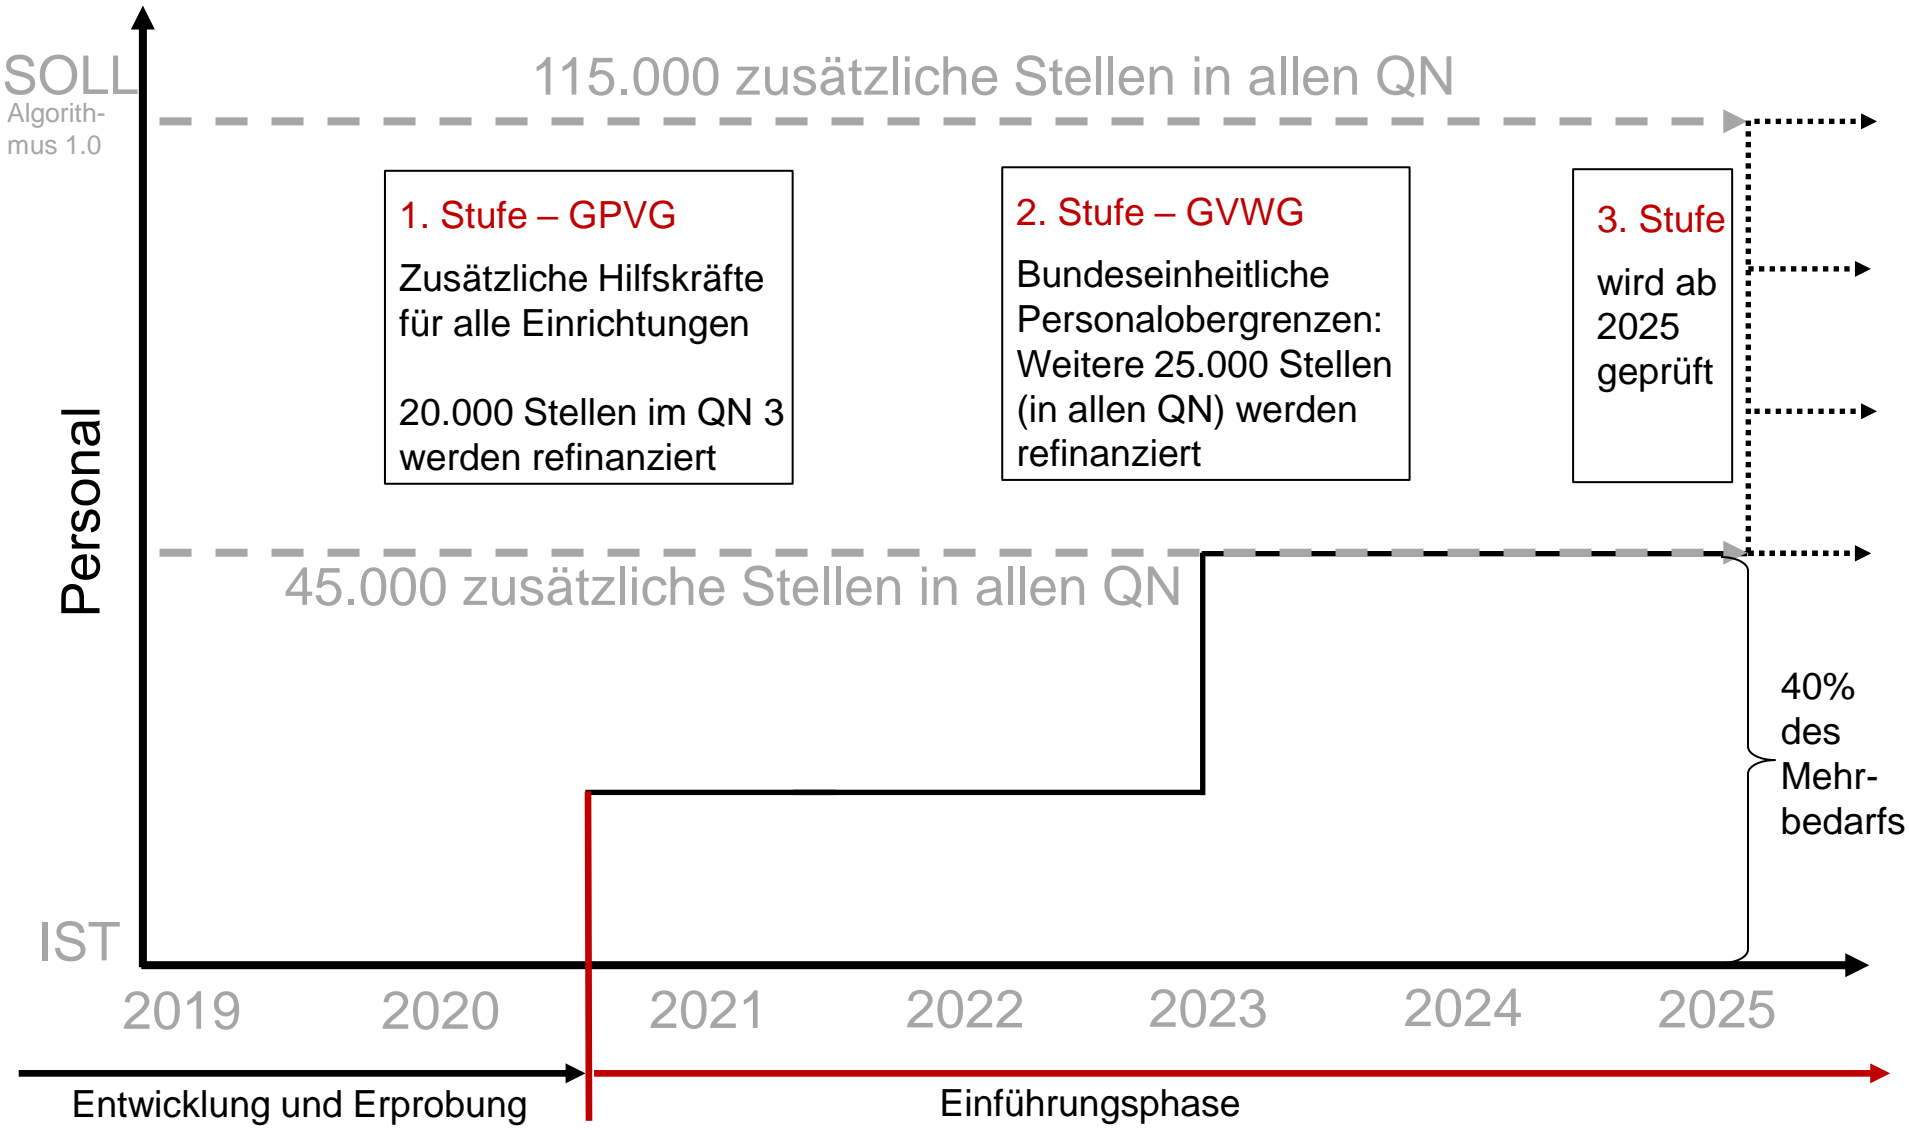 SOLL
Algorith-
mus 1.0
115.000 zusätzliche Stellen in allen QN
1. Stufe – GPVG
Zusätzliche Hilfskräfte
für alle Einrichtungen
20.000 Stellen im QN 3
werden refinanziert
2. Stufe – GVWG
Bundeseinheitliche
Personalobergrenzen:
Weitere 25.000 Stellen
(in allen QN) werden
refinanziert
3. Stufe
wird ab
2025
geprüft
Personal
45.000 zusätzliche Stellen in allen QN
40%
des
Mehr-
bedarfs
IST
2019 2020 2021 2022 2023 2024 2025
Entwicklung und Erprobung
Einführungsphase